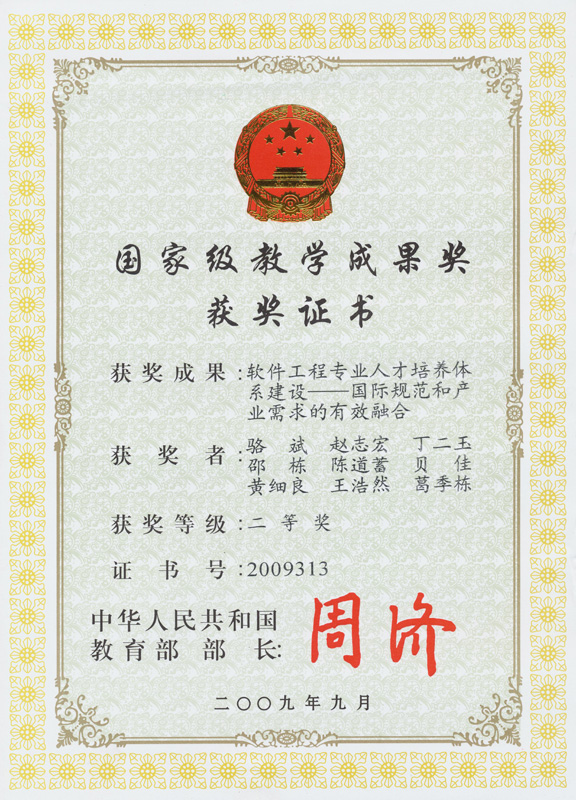 国家级教学成果奖
获奖证书
获奖成果:软件工程专业人才培养体
系建设——国际规范和产
业需求的有效融合
获奖者:骆斌 赵志宏 丁二玉
邵栋 陈道蓄 贝佳
黄细良 王浩然 葛季栋
获奖等级:二等奖
证书号:2009313
中华人民共和国
教育部部长:
周济
二〇〇九年九月